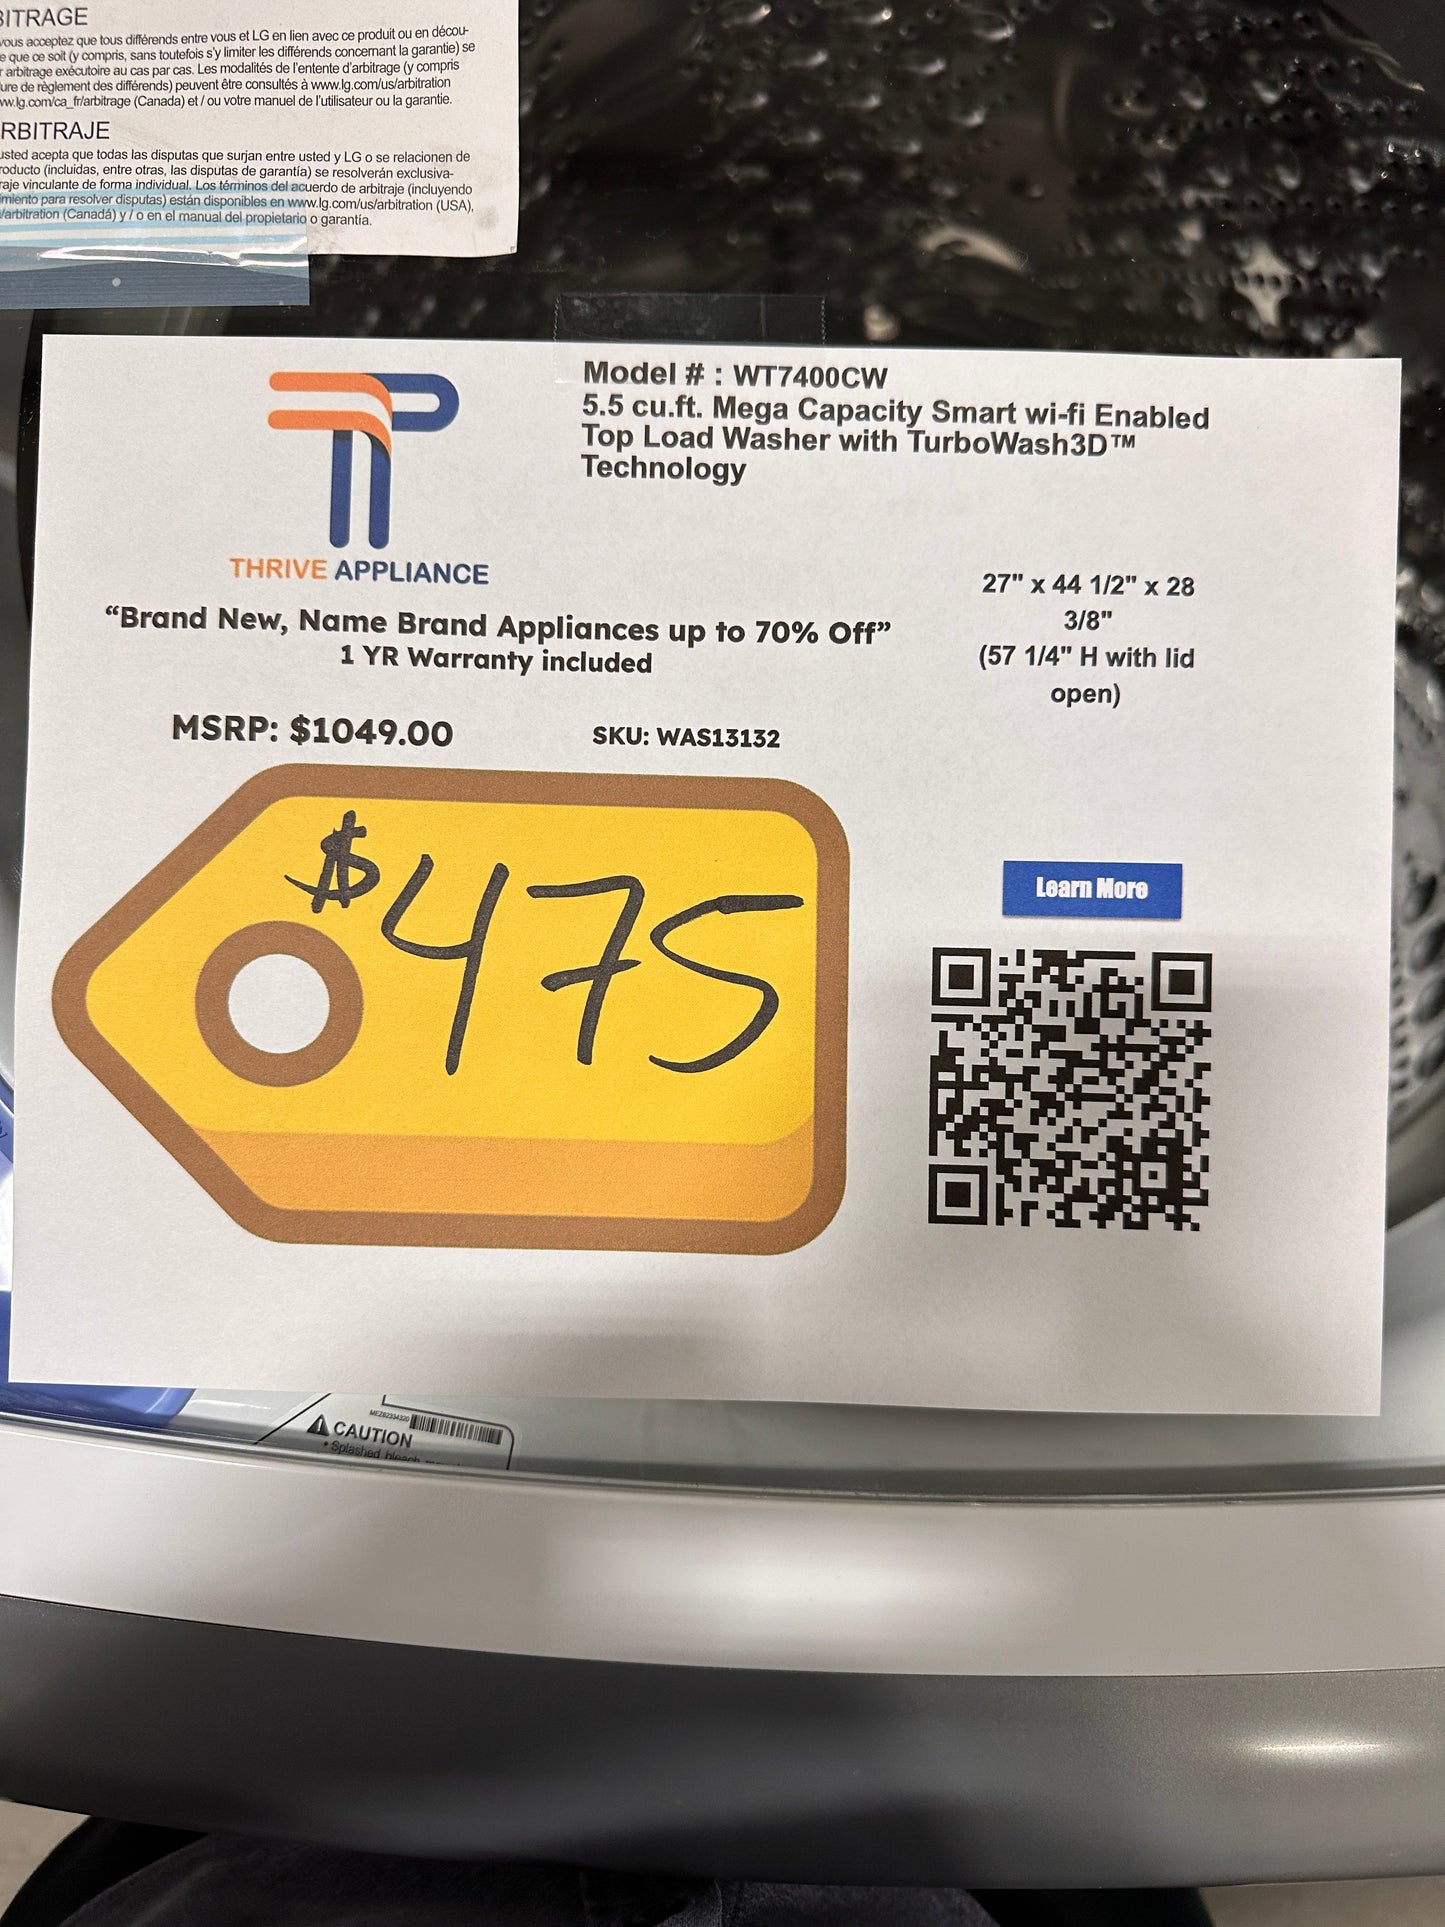 BITRAGE
vous acceptez que tous différends entre vous et LG en lien avec ce produit ou en décou-
e que ce soit (y compris, sans toutefois s'y limiter les différends concernant la garantie) se
r arbitrage exécutoire au cas par cas. Les modalités de l'entente d'arbitrage (y compris
ure de règlement des différends) peuvent être consultés à www.lg.com/us/arbitration
ww.lg.com/ca_fr/arbitrage (Canada) et / ou votre manuel de l'utilisateur ou la garantie.
RBITRAJE
usted acepta que todas las disputas que surjan entre usted y LG o se relacionen de
roducto (incluidas, entre otras, las disputas de garantía) se resolverán exclusiva-
raje vinculante de forma individual. Los términos del acuerdo de arbitraje (incluyendo
imiento para resolver disputas) están disponibles en www.lg.com/us/arbitration (USA),
/arbitration (Canadá) y / o en el manual del propietario o garantía.
Model # : WT7400CW
5.5 cu.ft. Mega Capacity Smart wi-fi Enabled
Top Load Washer with TurboWash3D™
Technology
THRIVE APPLIANCE
"Brand New, Name Brand Appliances up to 70% Off"
1 YR Warranty included
27" x 44 1/2" x 28
3/8"
(57 1/4" H with lid
open)
MSRP: $1049.00
SKU: WAS13132
$475
Learn More
MEZ62334320
CAUTION
• Splashed bleach